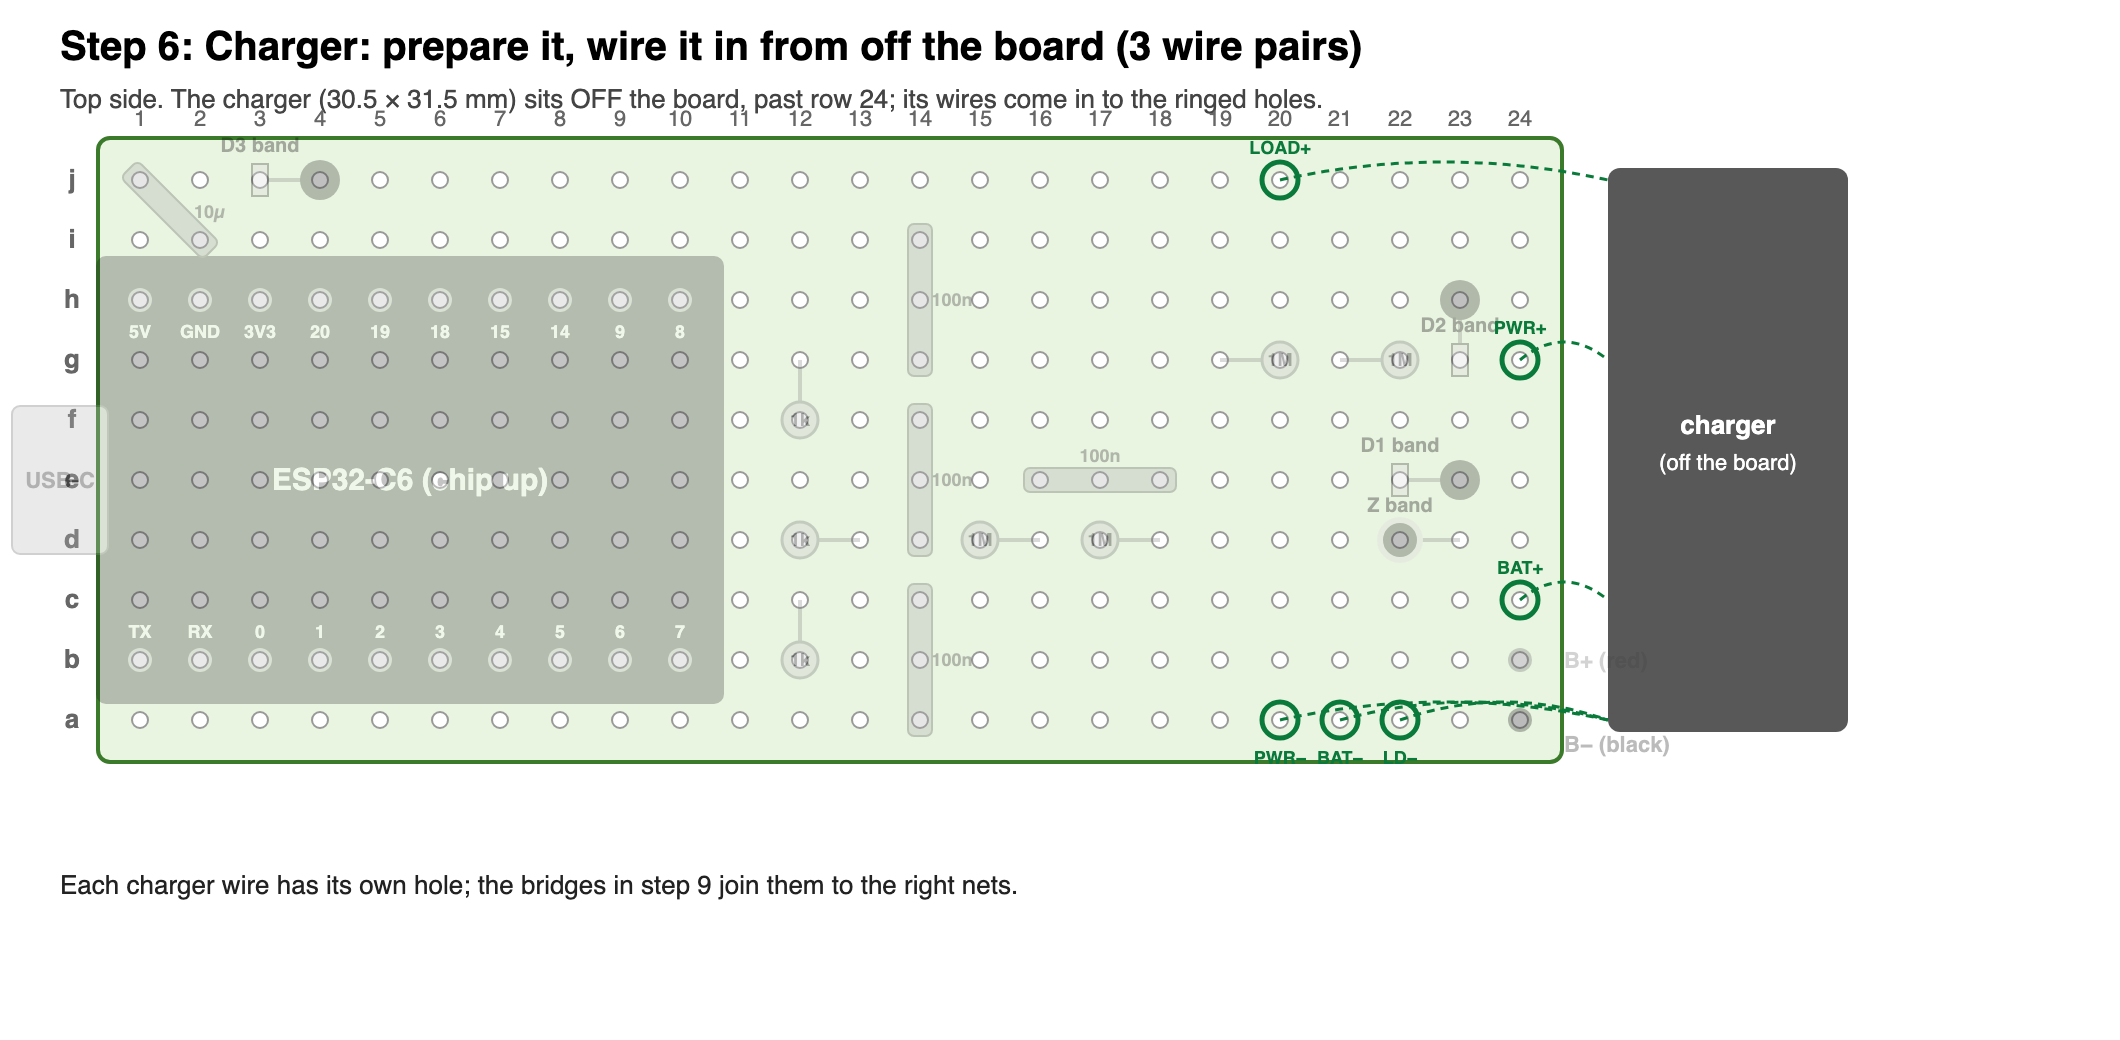 Step 6: Charger: prepare it, wire it in from off the board (3 wire pairs)
Top side. The charger (30.5 × 31.5 mm) sits OFF the board, past row 24; its wires come in to the ringed holes.
1 2 3 4 5 6 7 8 9 10 11 12 13 14 15 16 17 18 19 20 21 22 23 24
D3 band
LOAD+
j
10µ
i
h
100n
5V GND 3V3 20 19 18 15 14 9 8
D2 band
PWR+
g
1M
1M
f
1k
charger
(off the board)
D1 band
100n
USB-C
e
ESP32-C6 (chip up)
100n
Z band
d
1k
1M
1M
BAT+
c
TX RX 0 1 2 3 4 5 6 7
b
1k
100n
B+ (red)
a
B– (black)
PWR– BAT– LD–
Each charger wire has its own hole; the bridges in step 9 join them to the right nets.